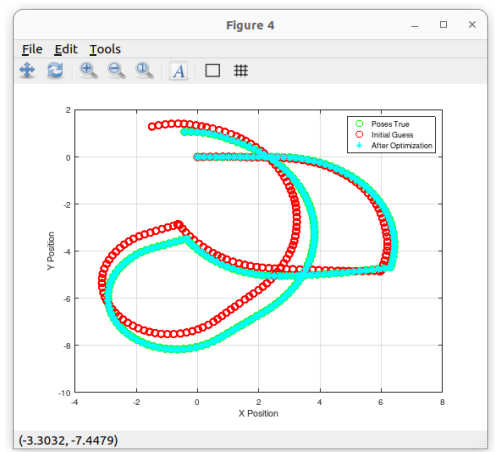 Figure 4
File Edit Tools
A
2
0
-2
-4
-6
-8
-10
-4 -2 0 2 4 6 8
Y Position
X Position
Poses True
Initial Guess
After Optimization
(-3.3032, -7.4479)